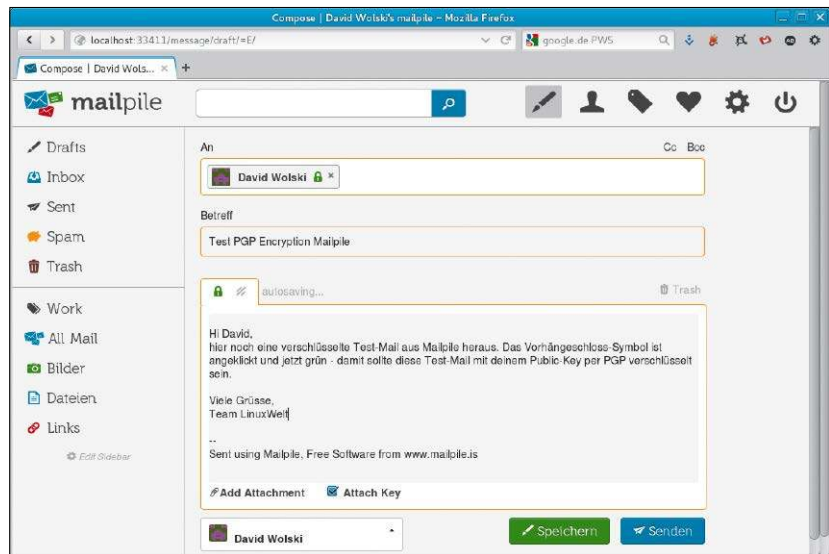 Compose | David Wolski's mailpile - Mozilla Firefox
localhost:33411/message/draft/=E/
google.de PWS
Compose | David Wols...
mailpile
Drafts
Inbox
Sent
Spam
Trash
Work
All Mail
Bilder
Dateien
Links
Edit Sidebar
An
Cc Bcc
David Wolski ×
Betreff
Test PGP Encryption Mailpile
autosaving...
Trash
Hi David,
hier noch eine verschlüsselte Test-Mail aus Mailpile heraus. Das Vorhängeschloss-Symbol ist
angeklickt und jetzt grün - damit sollte diese Test-Mail mit deinem Public-Key per PGP verschlüsselt
sein.
Viele Grüsse,
Team LinuxWelt
--
Sent using Mailpile, Free Software from www.mailpile.is
Add Attachment
Attach Key
David Wolski
Speichern
Senden